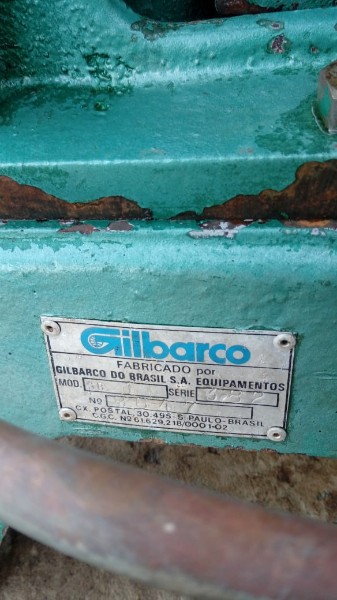 Gilbarco
FABRICADO por
GILBARCO DO BRASIL S.A. EQUIPAMENTOS
MOD. SÉRIE
Nº
CX. POSTAL, 30.495-S. PAULO-BRASIL
C.G.C. Nº 61.629.218/0001-02